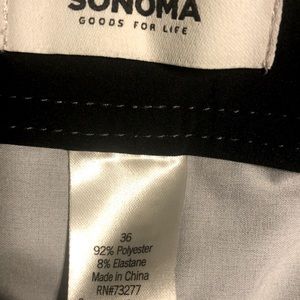 SONOMA
GOODS FOR LIFE
36
92% Polyester
8% Elastane
Made in China
RN#73277